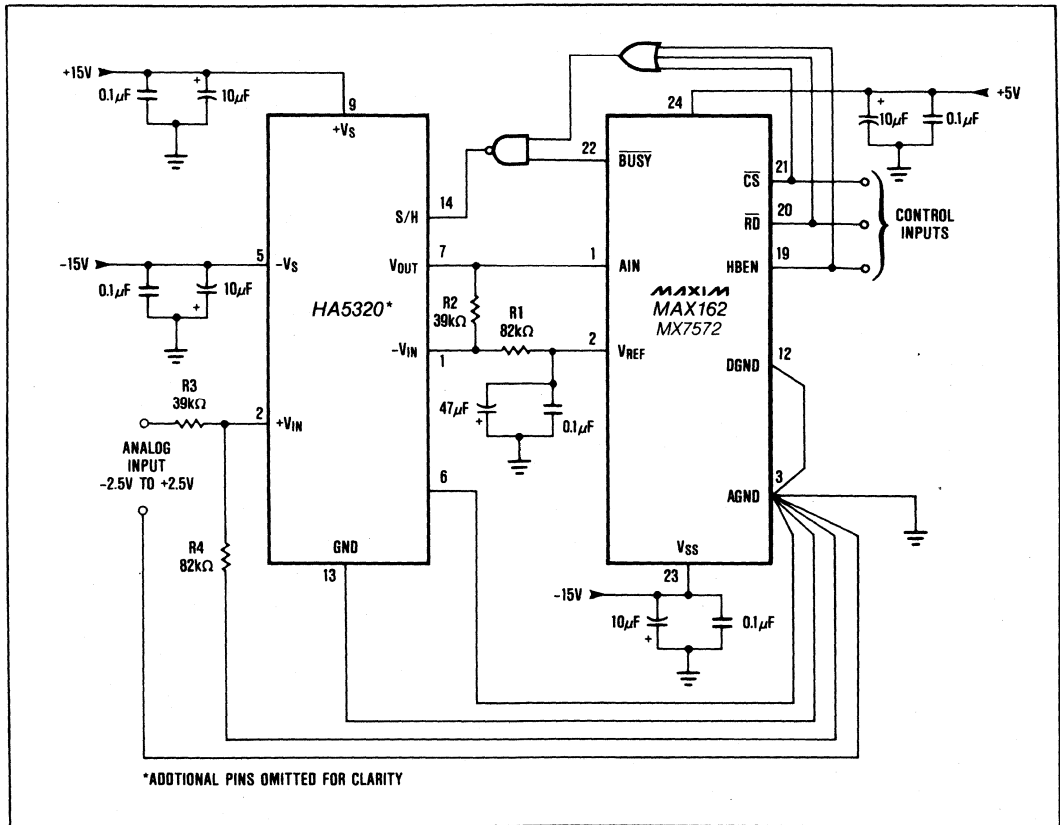 +15V
0.1µF
10µF
+
9
+VS
24
+5V
+
10µF
0.1µF
22
BUSY
21
CS
20
RD
19
HBEN
CONTROL
INPUTS
14
S/H
-15V
5
-VS
0.1µF
10µF
+
7
VOUT
1
AIN
HA5320*
R2
39kΩ
R1
82kΩ
MAXIM
MAX162
MX7572
-VIN
1
2
VREF
12
DGND
47µF
+
0.1µF
R3
39kΩ
2
+VIN
ANALOG
INPUT
-2.5V TO +2.5V
6
3
AGND
R4
82kΩ
GND
13
VSS
23
-15V
10µF
+
0.1µF
*ADDTIONAL PINS OMITTED FOR CLARITY